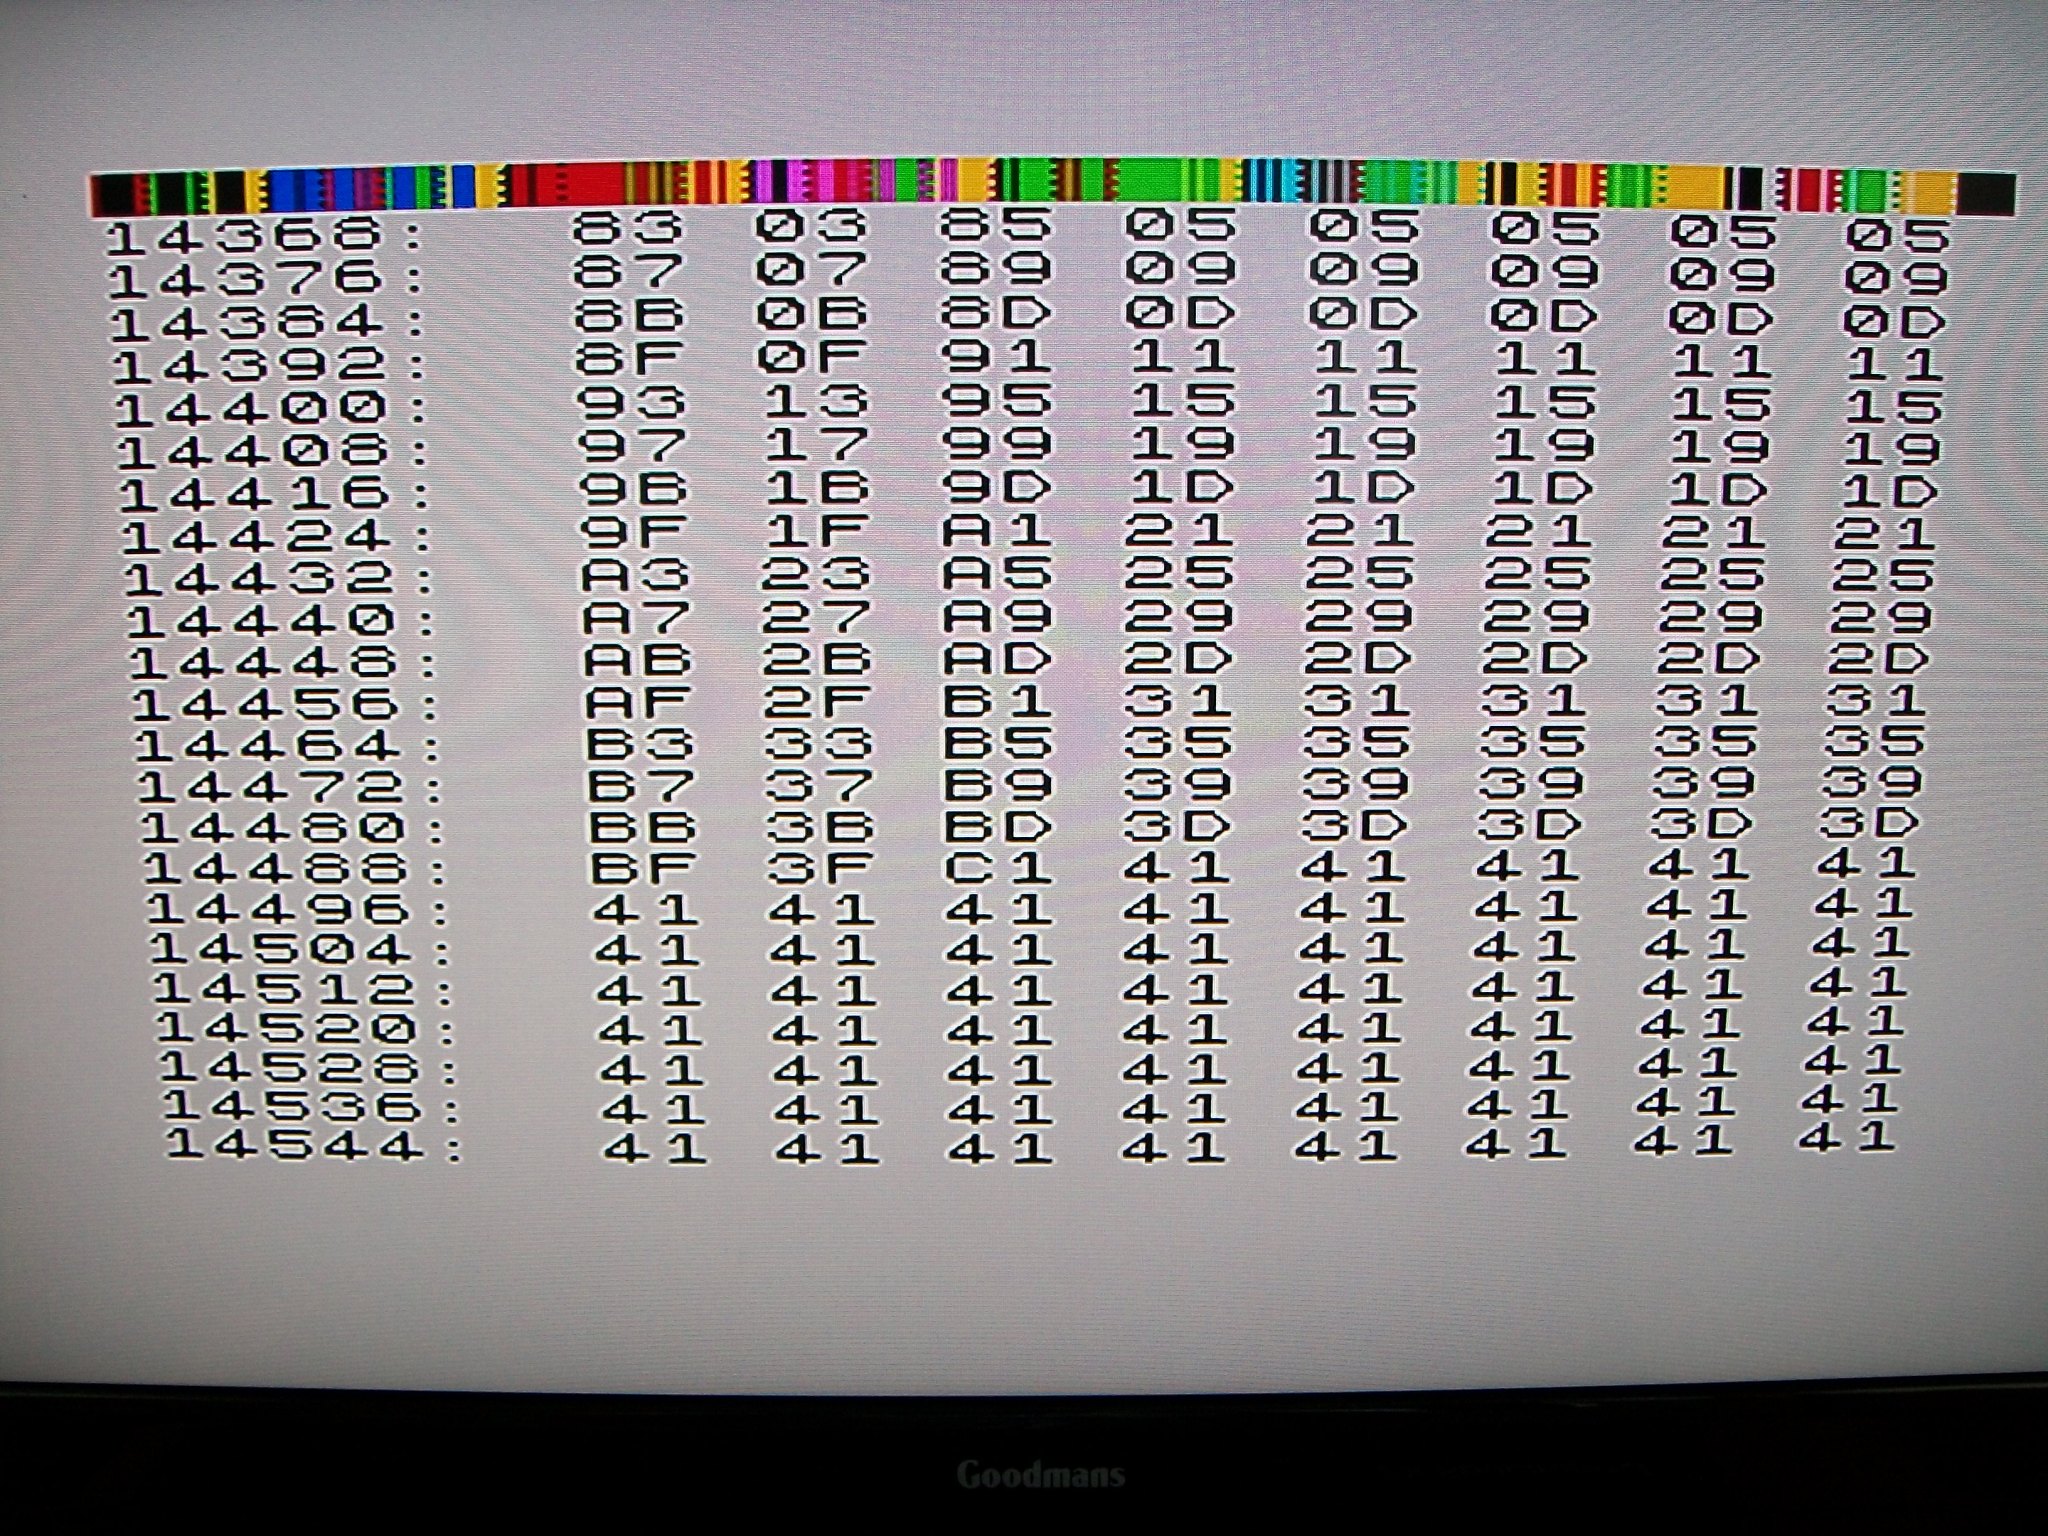 14368: 83 03 85 05 05 05 05 05
14376: 87 07 89 09 09 09 09 09
14384: 8B 0B 8D 0D 0D 0D 0D 0D
14392: 8F 0F 91 11 11 11 11 11
14400: 93 13 95 15 15 15 15 15
14408: 97 17 99 19 19 19 19 19
14416: 9B 1B 9D 1D 1D 1D 1D 1D
14424: 9F 1F A1 21 21 21 21 21
14432: A3 23 A5 25 25 25 25 25
14440: A7 27 A9 29 29 29 29 29
14448: AB 2B AD 2D 2D 2D 2D 2D
14456: AF 2F B1 31 31 31 31 31
14464: B3 33 B5 35 35 35 35 35
14472: B7 37 B9 39 39 39 39 39
14480: BB 3B BD 3D 3D 3D 3D 3D
14488: BF 3F C1 41 41 41 41 41
14496: 41 41 41 41 41 41 41 41
14504: 41 41 41 41 41 41 41 41
14512: 41 41 41 41 41 41 41 41
14520: 41 41 41 41 41 41 41 41
14528: 41 41 41 41 41 41 41 41
14536: 41 41 41 41 41 41 41 41
14544: 41 41 41 41 41 41 41 41
Goodmans